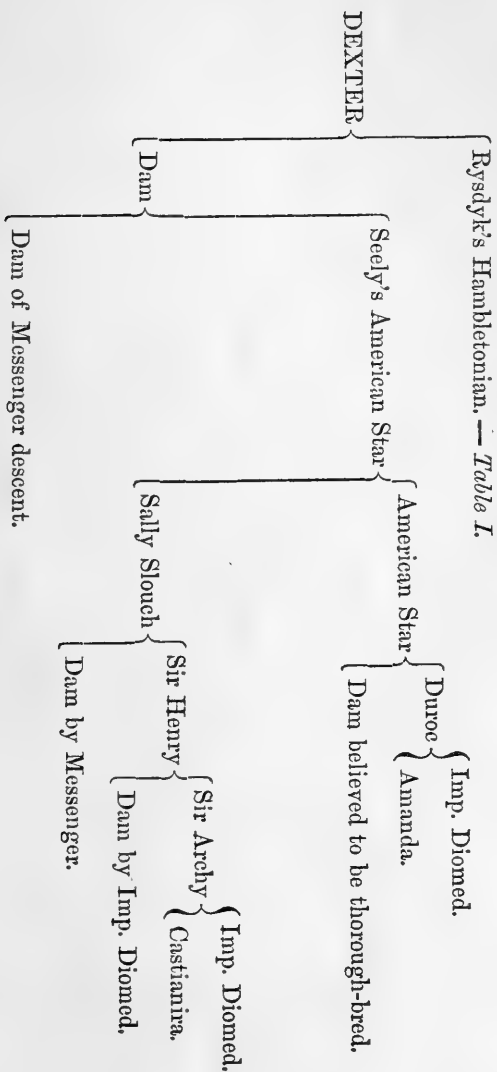 Rysdyk's Hambletonian. — Table I.
DEXTER
Dam
Seely's American Star
Dam of Messenger descent.
American Star
Sally Slouch
Duroc
Dam believed to be thorough-bred.
Sir Henry
Dam by Messenger.
Imp. Diomed.
Amanda.
Sir Archy
Dam by Imp. Diomed.
Imp. Diomed.
Castianira.